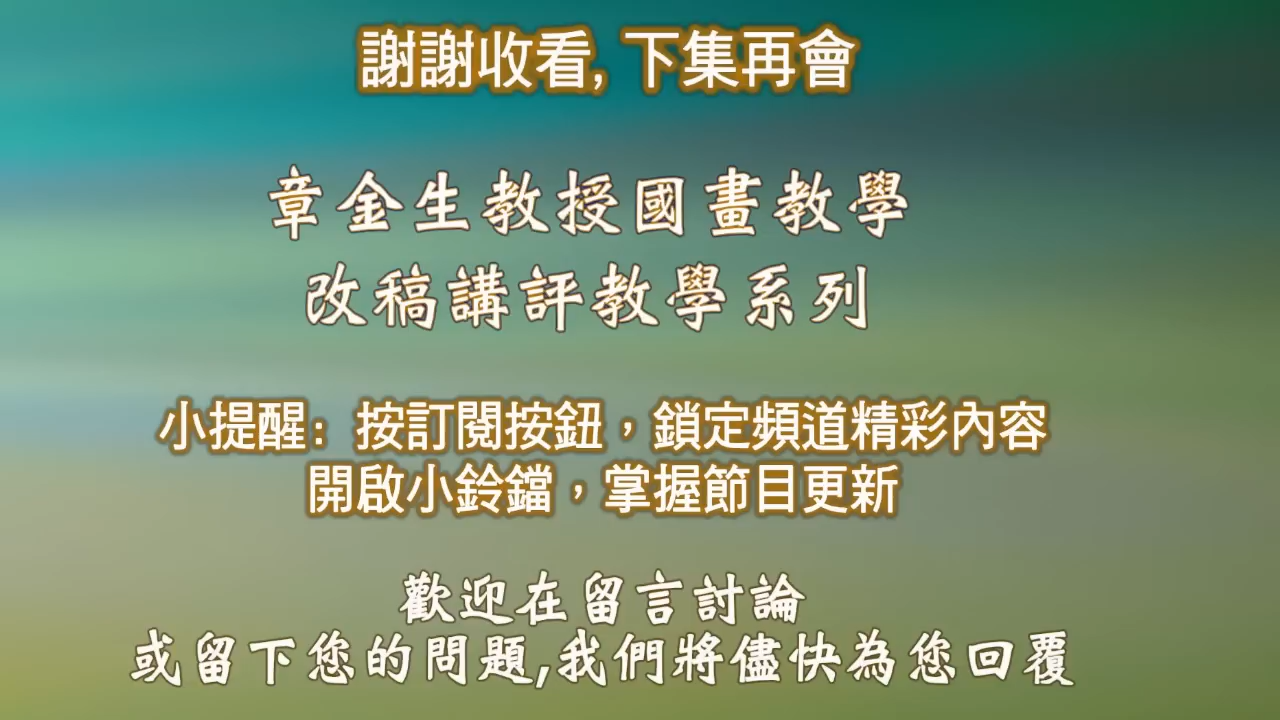 謝謝收看, 下集再會
章金生教授國畫教學
改稿講評教學系列
小提醒: 按訂閱按鈕，鎖定頻道精彩內容
開啟小鈴鐺，掌握節目更新
歡迎在留言討論
或留下您的問題,我們將儘快為您回覆